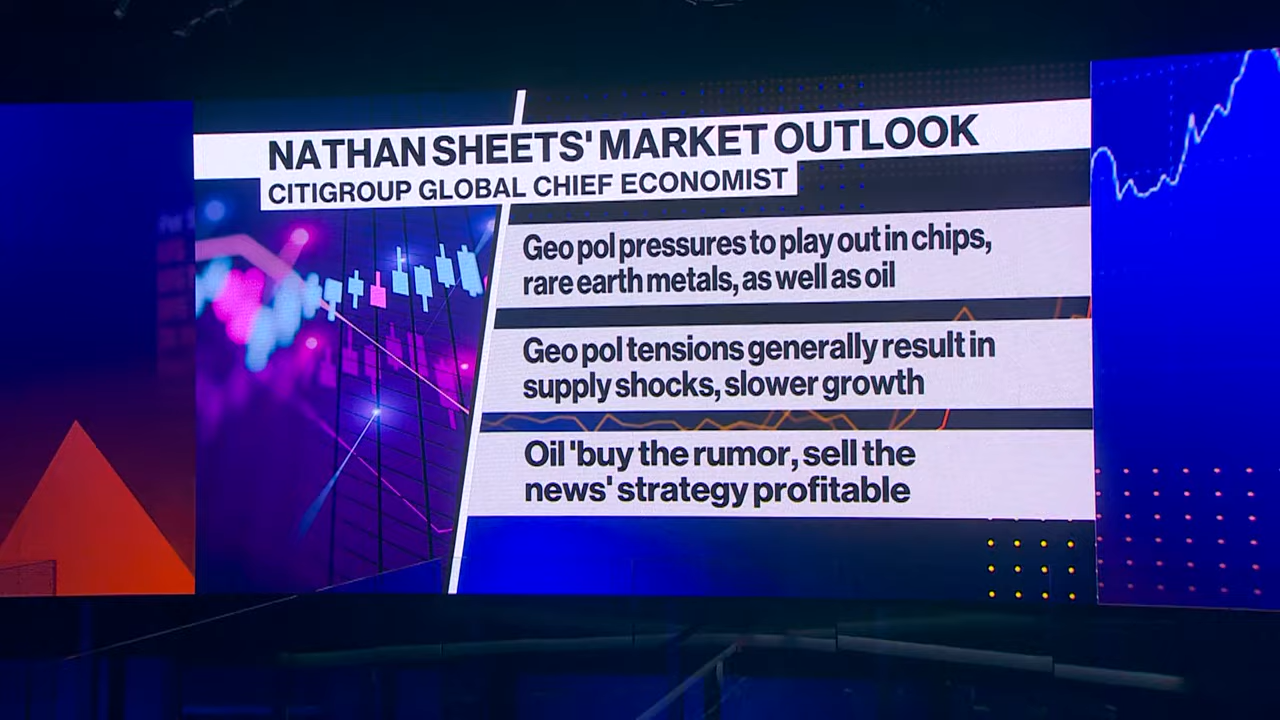 NATHAN SHEETS' MARKET OUTLOOK
CITIGROUP GLOBAL CHIEF ECONOMIST
Geo pol pressures to play out in chips,
rare earth metals, as well as oil
Geo pol tensions generally result in
supply shocks, slower growth
Oil 'buy the rumor, sell the
news' strategy profitable